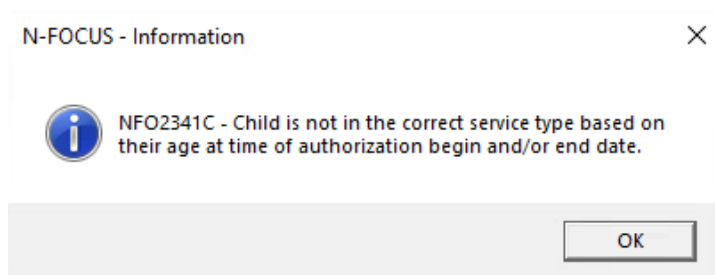 N-FOCUS - Information
NFO2341C - Child is not in the correct service type based on
their age at time of authorization begin and/or end date.
OK